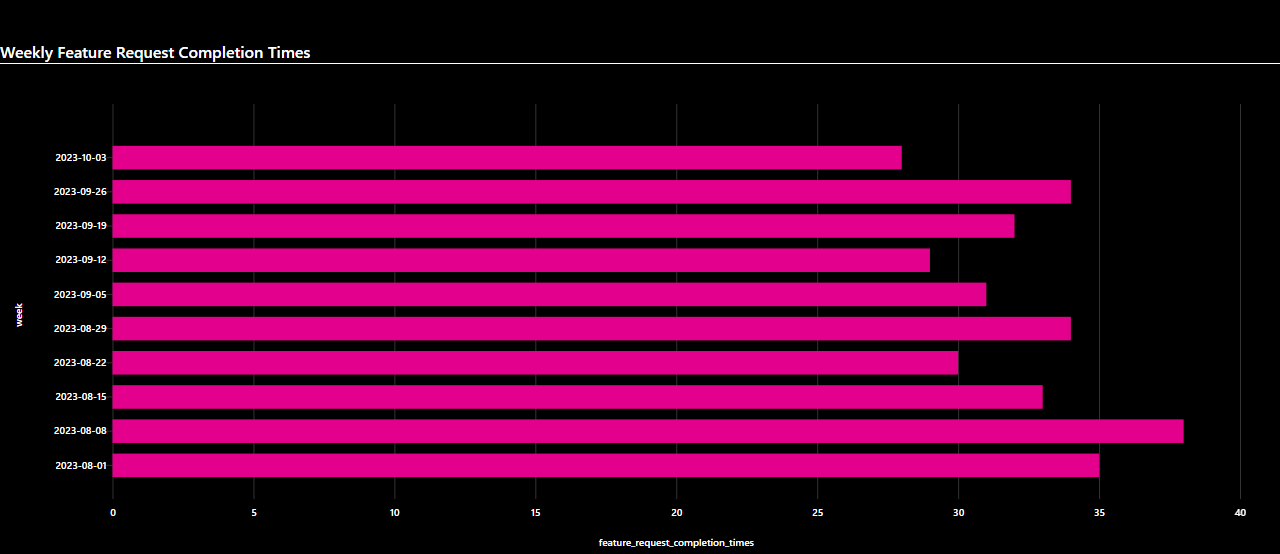 Weekly Feature Request Completion Times
2023-10-03
2023-09-26
2023-09-19
2023-09-12
2023-09-05
2023-08-29
2023-08-22
2023-08-15
2023-08-08
2023-08-01
week
0 5 10 15 20 25 30 35 40
feature_request_completion_times